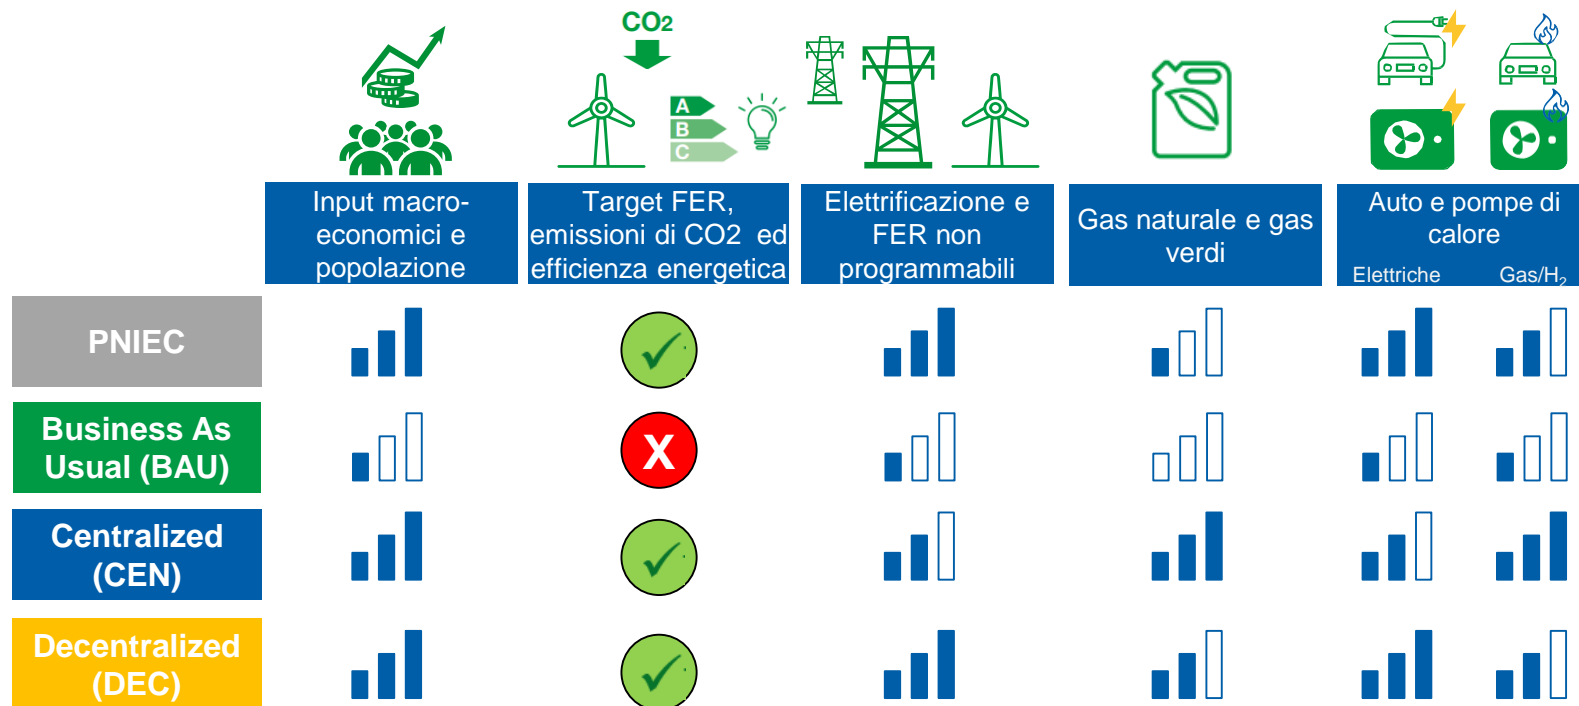 CO2
A
B
C
Input macro-
economici e
popolazione
Target FER,
emissioni di CO2 ed
efficienza energetica
Elettrificazione e
FER non
programmabili
Gas naturale e gas
verdi
Auto e pompe di
calore
Elettriche Gas/H₂
PNIEC
Business As
Usual (BAU)
X
Centralized
(CEN)
Decentralized
(DEC)